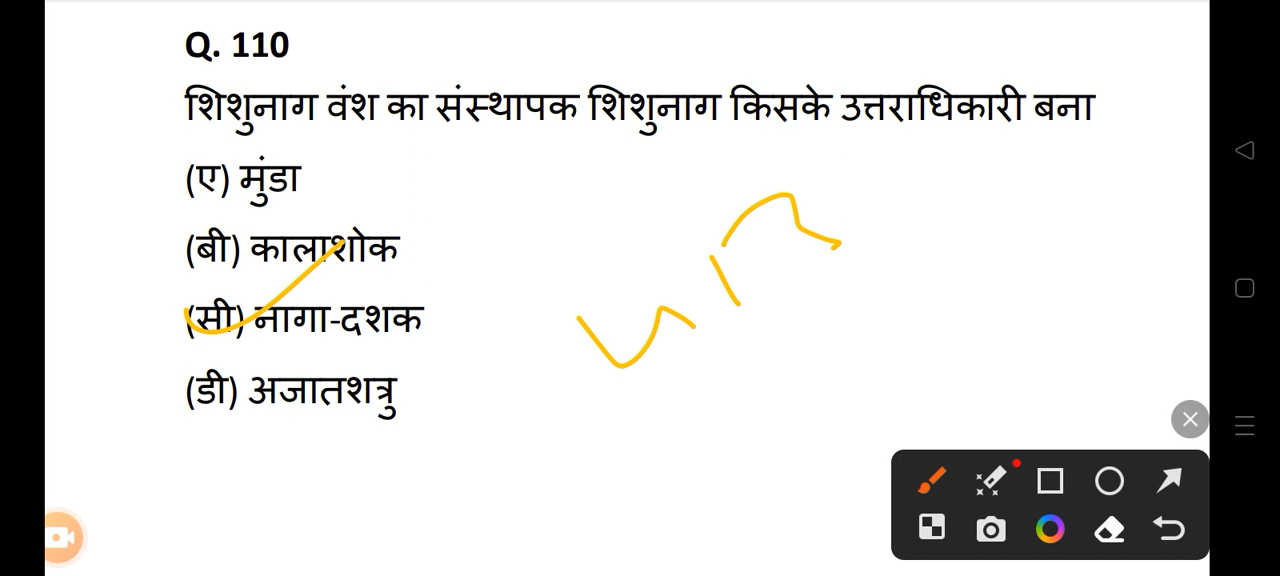 Q. 110
शिशुनाग वंश का संस्थापक शिशुनाग किसके उत्तराधिकारी बना
(ए) मुंडा
(बी) कालाशोक
(सी) नागा-दशक
(डी) अजातशत्रु